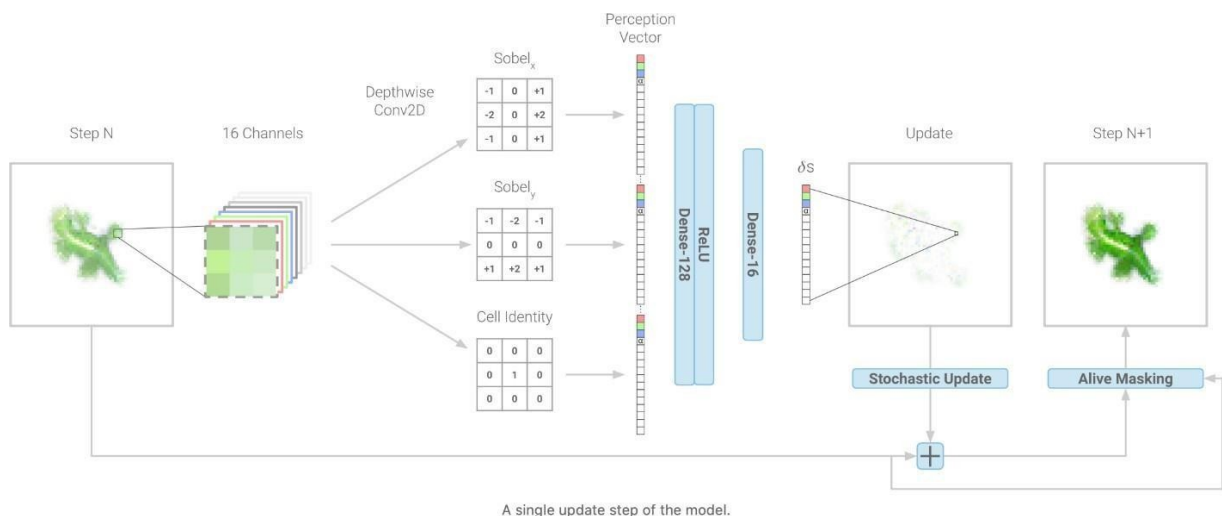 Perception
Vector
Sobelx
Depthwise
Conv2D
-1 0 +1
-2 0 +2
-1 0 +1
α
Step N
16 Channels
Update
Step N+1
δs
Sobely
-1 -2 -1
0 0 0
+1 +2 +1
α
Dense-128
ReLU
Dense-16
α
Cell Identity
0 0 0
0 1 0
0 0 0
α
Stochastic Update
Alive Masking
+
A single update step of the model.